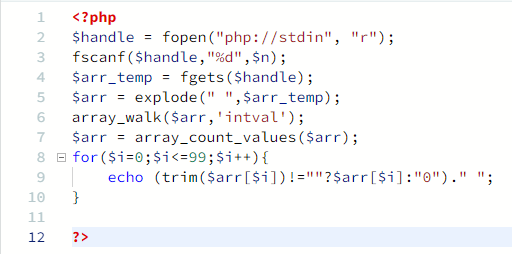 1 <?php
2 $handle = fopen("php://stdin", "r");
3 fscanf($handle,"%d",$n);
4 $arr_temp = fgets($handle);
5 $arr = explode(" ",$arr_temp);
6 array_walk($arr,'intval');
7 $arr = array_count_values($arr);
8 for($i=0;$i<=99;$i++){
9 echo (trim($arr[$i])!=""?$arr[$i]:"0")." ";
10 }
11
12 ?>